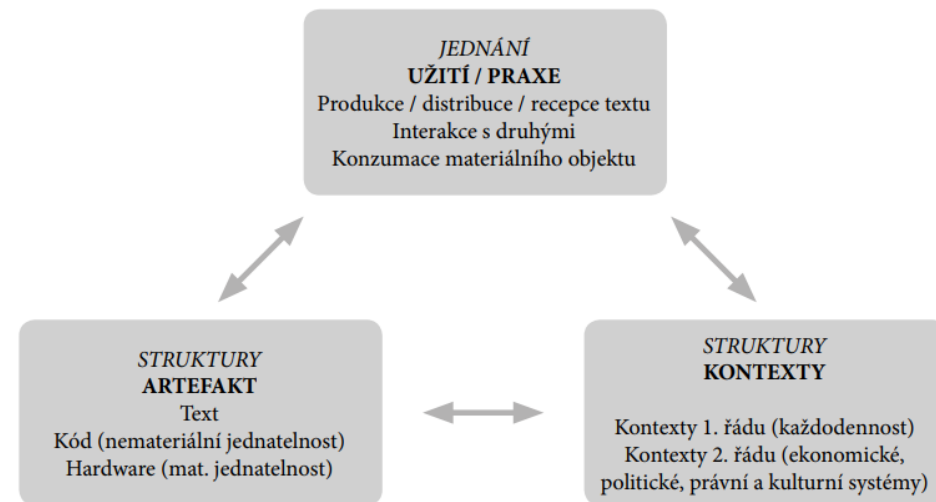 JEDNÁNÍ
UŽITÍ / PRAXE
Produkce / distribuce / recepce textu
Interakce s druhými
Konzumace materiálního objektu
STRUKTURY
ARTEFAKT
Text
Kód (nemateriální jednatelnost)
Hardware (mat. jednatelnost)
STRUKTURY
KONTEXTY
Kontexty 1. řádu (každodennost)
Kontexty 2. řádu (ekonomické,
politické, právní a kulturní systémy)